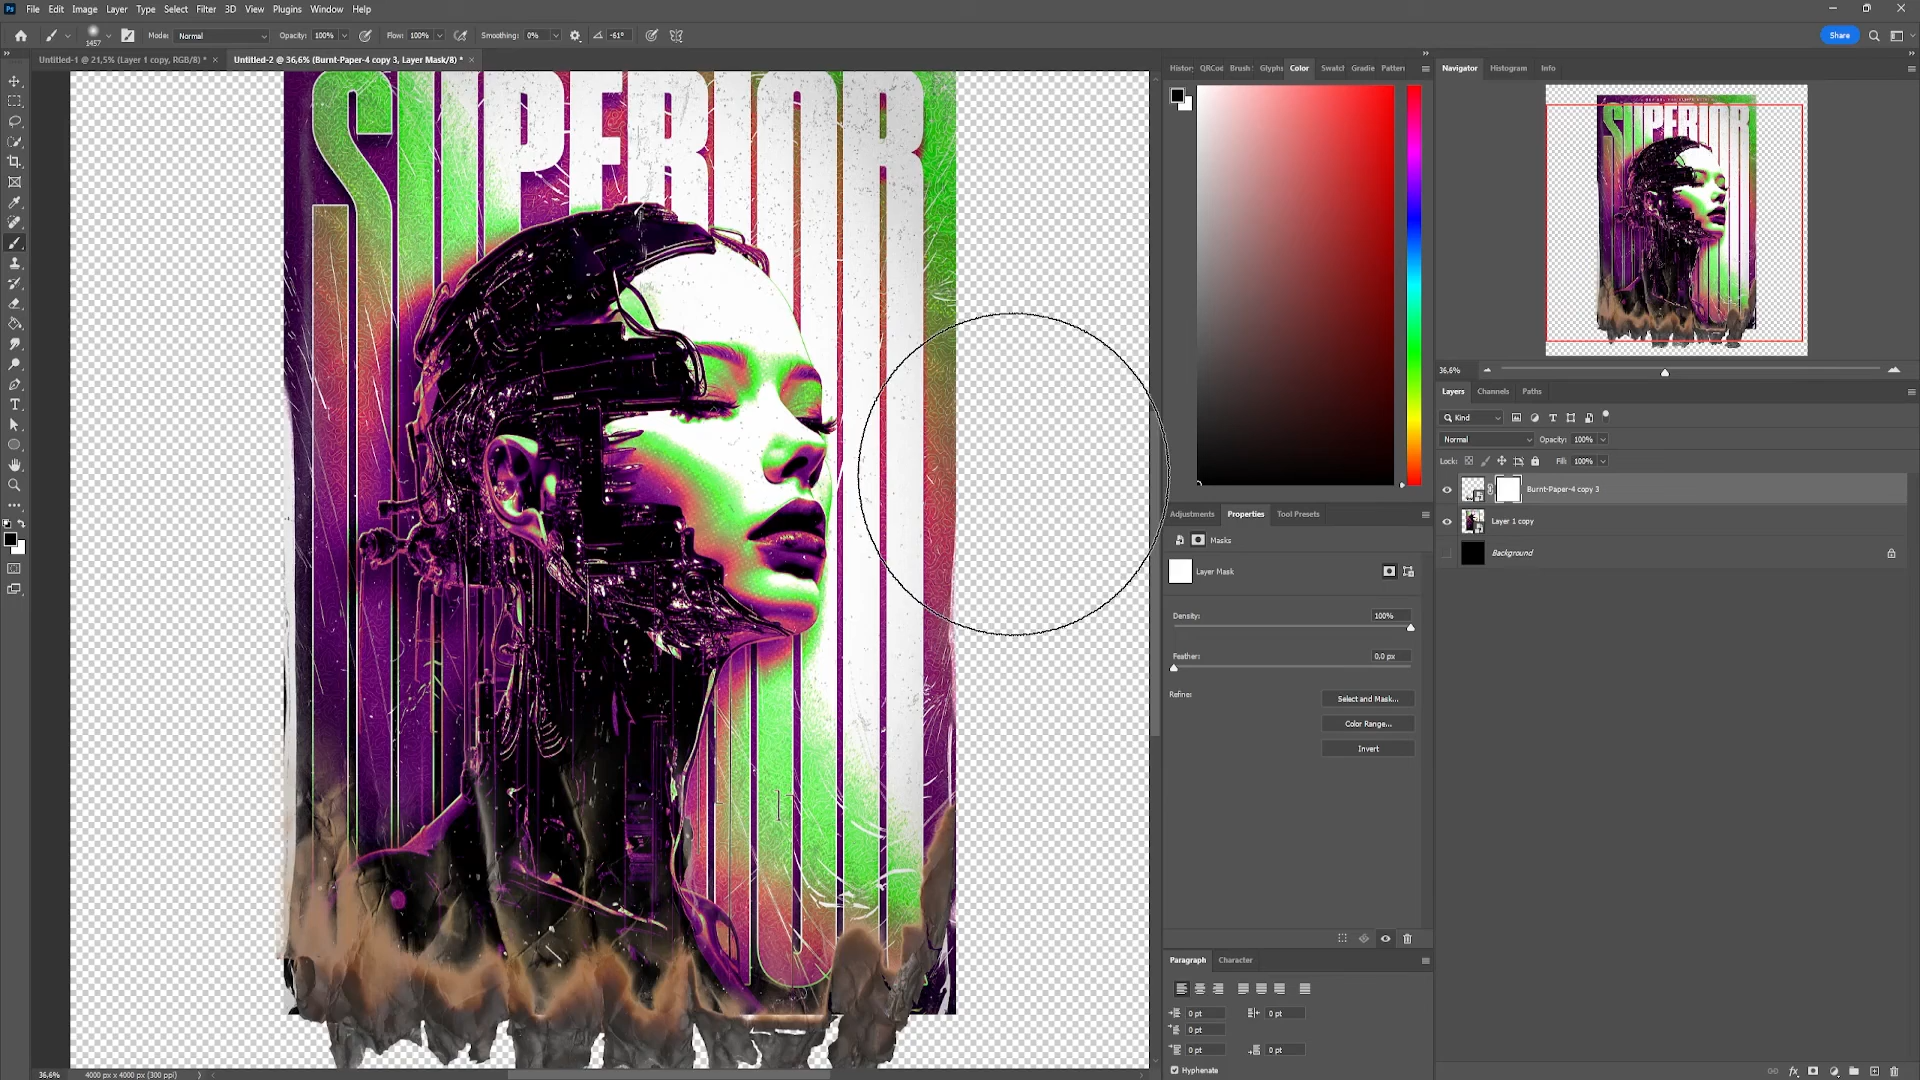 Ps File Edit Image Layer Type Select Filter 3D View Plugins Window Help
1457 Mode: Normal Opacity: 100% Flow: 100% Smoothing: 0% -61° Share
Untitled-1 @ 21,5% (Layer 1 copy, RGB/8) * × Untitled-2 @ 36,6% (Burnt-Paper-4 copy 3, Layer Mask/8) * ×
SUPERIOR
Histor QRCod Brush Glyphs Color Swatch Gradie Pattern
Navigator Histogram Info
SUPERIOR
36.6%
Layers Channels Paths
Kind
Normal Opacity: 100%
Lock: Fill: 100%
Burnt-Paper-4 copy 3
Layer 1 copy
Background
Adjustments Properties Tool Presets
Masks
Layer Mask
Density: 100%
Feather: 0,0 px
Refine: Select and Mask...
Color Range...
Invert
Paragraph Character
0 pt 0 pt
0 pt
0 pt 0 pt
Hyphenate
36,6% 4000 px x 4000 px (300 ppi)